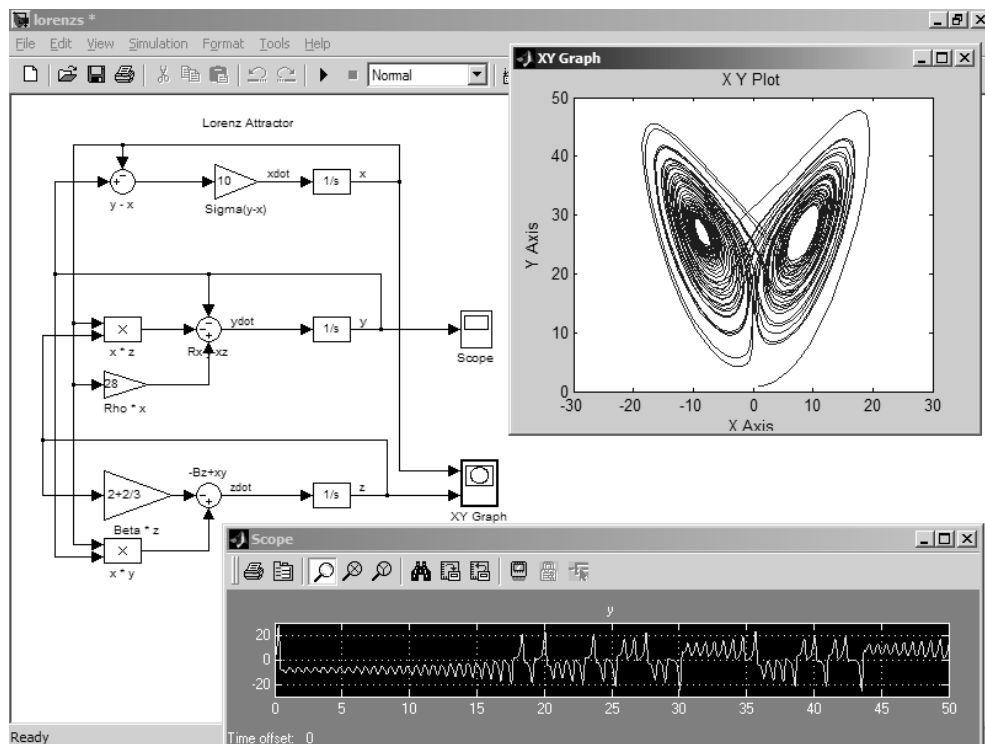 lorenzs *
File Edit View Simulation Format Tools Help
Normal
Lorenz Attractor
y - x
10
xdot
Sigma(y-x)
1/s
x
x * z
ydot
1/s
y
Scope
28
Rho * x
-Bz+xy
2+2/3
zdot
1/s
z
Beta * z
x * y
XY Graph
XY Graph
X Y Plot
Y Axis
50
40
30
20
10
0
-30 -20 -10 0 10 20 30
X Axis
Scope
y
20
0
-20
0 5 10 15 20 25 30 35 40 45 50
Time offset: 0
Ready